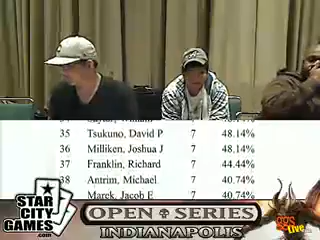 35 Tsukuno, David P 7 48.14%
36 Milliken, Joshua J 7 48.14%
37 Franklin, Richard 7 44.44%
38 Antrim, Michael 7 40.74%
Marek, Jacob E 7 40.74%
STAR CITY GAMES .COM
OPEN SERIES
INDIANAPOLIS
ggs Live